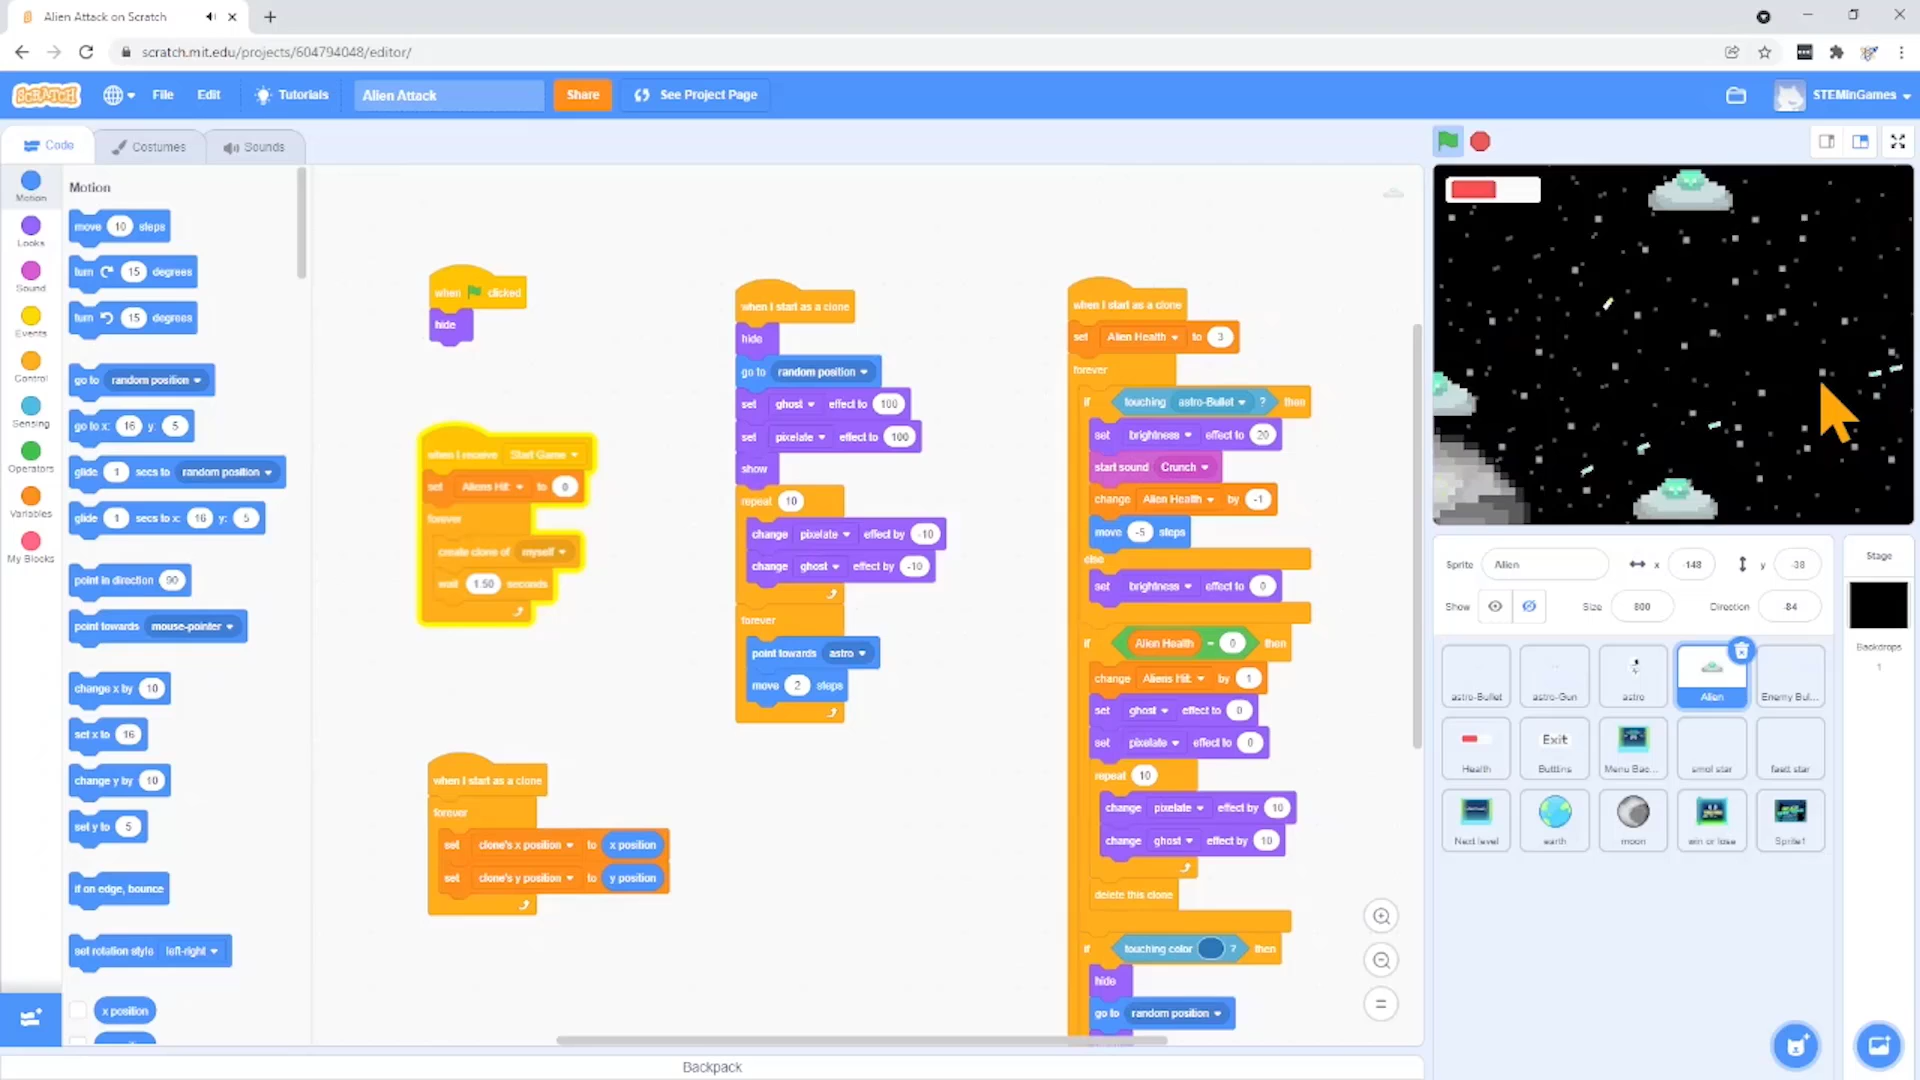 Alien Attack on Scratch
scratch.mit.edu/projects/604794048/editor/
SCRATCH
File
Edit
Tutorials
Alien Attack
Share
See Project Page
STEMInGames
Code
Costumes
Sounds
Motion
Looks
Sound
Events
Control
Sensing
Operators
Variables
My Blocks
Motion
move 10 steps
turn 15 degrees
turn 15 degrees
go to random position
go to x: 16 y: 5
glide 1 secs to random position
glide 1 secs to x: 16 y: 5
point in direction 90
point towards mouse-pointer
change x by 10
set x to 16
change y by 10
set y to 5
if on edge, bounce
set rotation style left-right
x position
when clicked
hide
when I receive Start Game
set Aliens Hit to 0
forever
create clone of myself
wait 1.50 seconds
when I start as a clone
forever
set clone's x position to x position
set clone's y position to y position
when I start as a clone
hide
go to random position
set ghost effect to 100
set pixelate effect to 100
show
repeat 10
change pixelate effect by -10
change ghost effect by -10
forever
point towards astro
move 2 steps
when I start as a clone
set Alien Health to 3
forever
if touching astro-Bullet ? then
set brightness effect to 20
start sound Crunch
change Alien Health by -1
move -5 steps
else
set brightness effect to 0
if Alien Health = 0 then
change Aliens Hit by 1
set ghost effect to 0
set pixelate effect to 0
repeat 10
change pixelate effect by 10
change ghost effect by 10
delete this clone
if touching color ? then
hide
go to random position
Backpack
Sprite Alien x -148 y -38
Show Size 800 Direction -84
astro-Bullet
astro-Gun
astro
Alien
Enemy Bul...
Health
Exit
Buttins
Menu Bac...
smol star
fastt star
Next level
earth
moon
win or lose
Sprite1
Stage
Backdrops
1